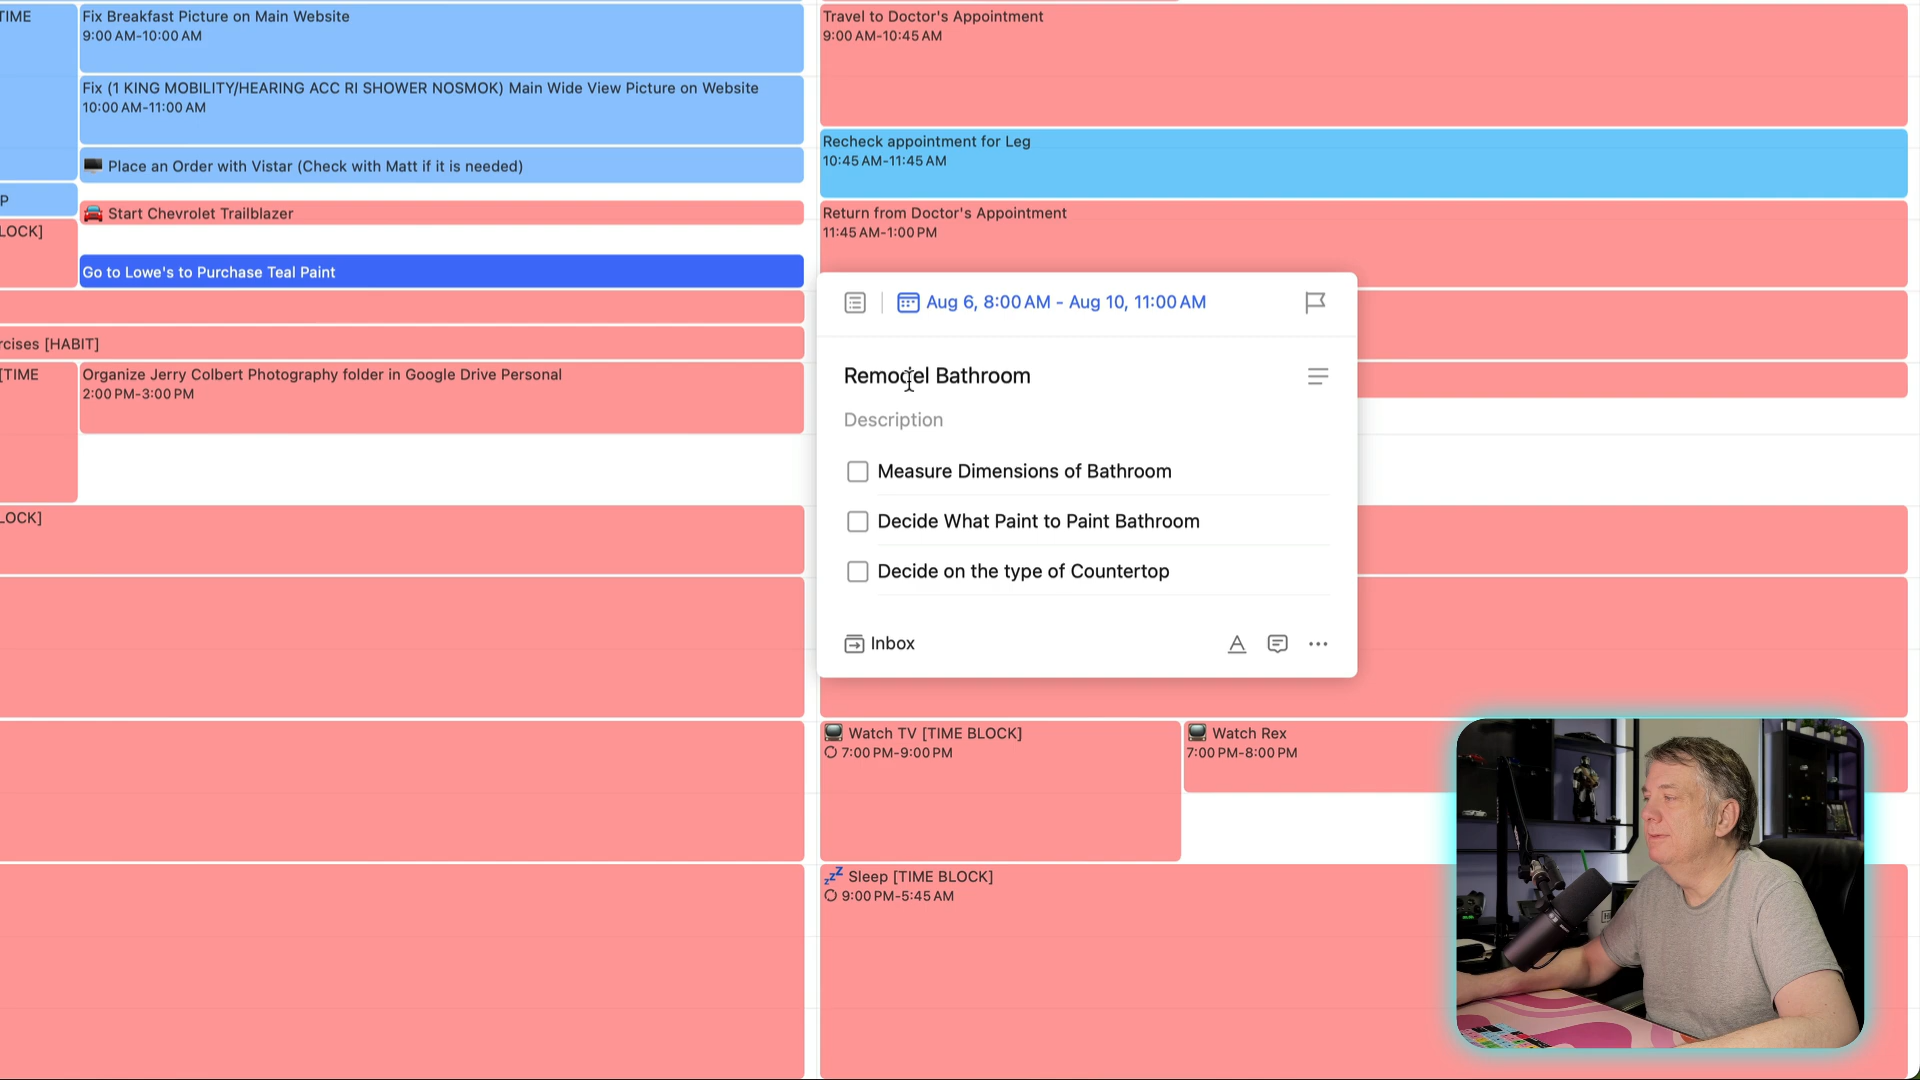 TIME
Fix Breakfast Picture on Main Website
9:00 AM-10:00 AM
Fix (1 KING MOBILITY/HEARING ACC RI SHOWER NOSMOK) Main Wide View Picture on Website
10:00 AM-11:00 AM
Place an Order with Vistar (Check with Matt if it is needed)
P
Start Chevrolet Trailblazer
LOCK]
Go to Lowe's to Purchase Teal Paint
rcises [HABIT]
[TIME
Organize Jerry Colbert Photography folder in Google Drive Personal
2:00 PM-3:00 PM
LOCK]
Travel to Doctor's Appointment
9:00 AM-10:45 AM
Recheck appointment for Leg
10:45 AM-11:45 AM
Return from Doctor's Appointment
11:45 AM-1:00 PM
Aug 6, 8:00 AM - Aug 10, 11:00 AM
Remodel Bathroom
Description
Measure Dimensions of Bathroom
Decide What Paint to Paint Bathroom
Decide on the type of Countertop
Inbox
Watch TV [TIME BLOCK]
7:00 PM-9:00 PM
Watch Rex
7:00 PM-8:00 PM
Sleep [TIME BLOCK]
9:00 PM-5:45 AM